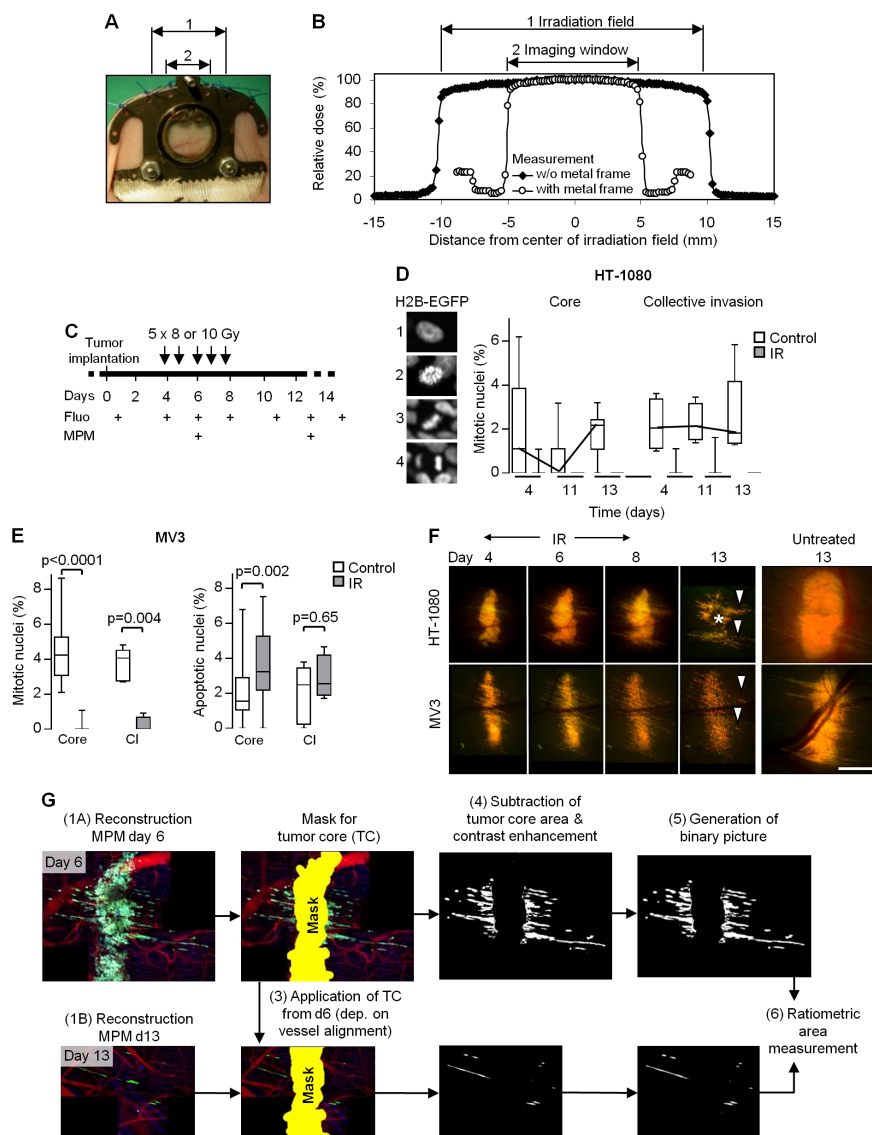 A
1
2
B
1 Irradiation field
2 Imaging window
Relative dose (%)
100
80
60
40
20
0
Measurement
w/o metal frame
with metal frame
-15 -10 -5 0 5 10 15
Distance from center of irradiation field (mm)
C
5 x 8 or 10 Gy
Tumor
implantation
Days 0 2 4 6 8 10 12 14
Fluo + + + + + + +
MPM + +
D
HT-1080
H2B-EGFP
Core
Collective invasion
1
2
3
4
Mitotic nuclei (%)
6
4
2
0
Control
IR
4 11 13 4 11 13
Time (days)
E
MV3
p<0.0001
p=0.004
Mitotic nuclei (%)
8
6
4
2
0
Core CI
p=0.002
p=0.65
Apoptotic nuclei (%)
8
6
4
2
0
Core CI
Control
IR
F
IR
Untreated
Day 4 6 8 13 13
HT-1080
*
MV3
G
(1A) Reconstruction
MPM day 6
Mask for
tumor core (TC)
(4) Subtraction of
tumor core area &
contrast enhancement
(5) Generation of
binary picture
Day 6
Mask
(3) Application of TC
from d6 (dep. on
vessel alignment)
(6) Ratiometric
area
measurement
(1B) Reconstruction
MPM d13
Day 13
Mask